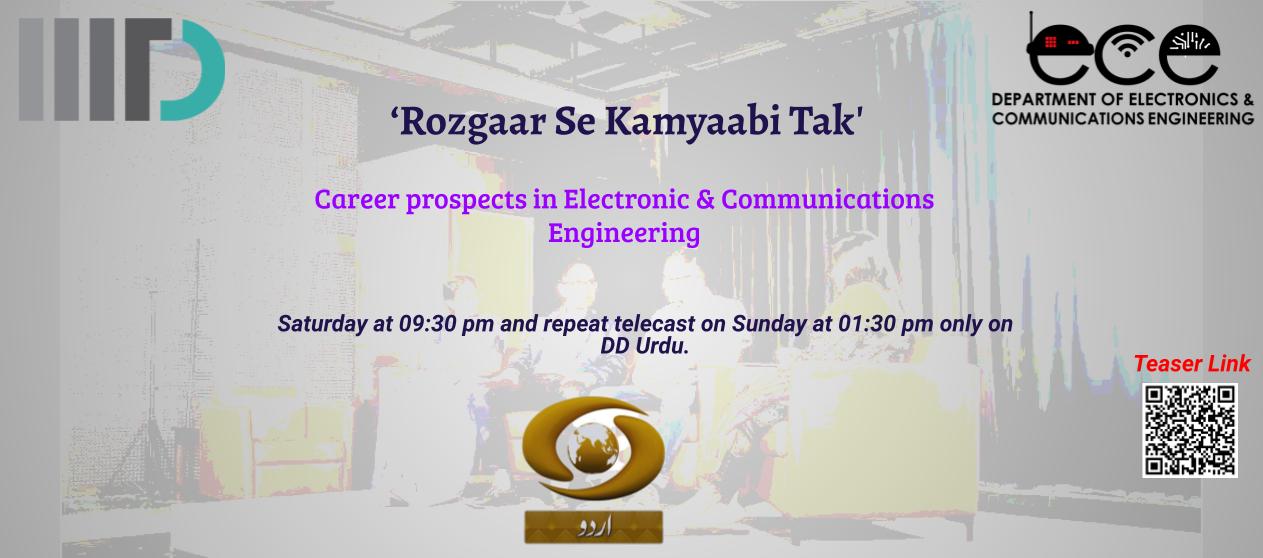 IIITD
ece
DEPARTMENT OF ELECTRONICS &
COMMUNICATIONS ENGINEERING
‘Rozgaar Se Kamyaabi Tak'
Career prospects in Electronic & Communications
Engineering
Saturday at 09:30 pm and repeat telecast on Sunday at 01:30 pm only on
DD Urdu.
Teaser Link
اردو